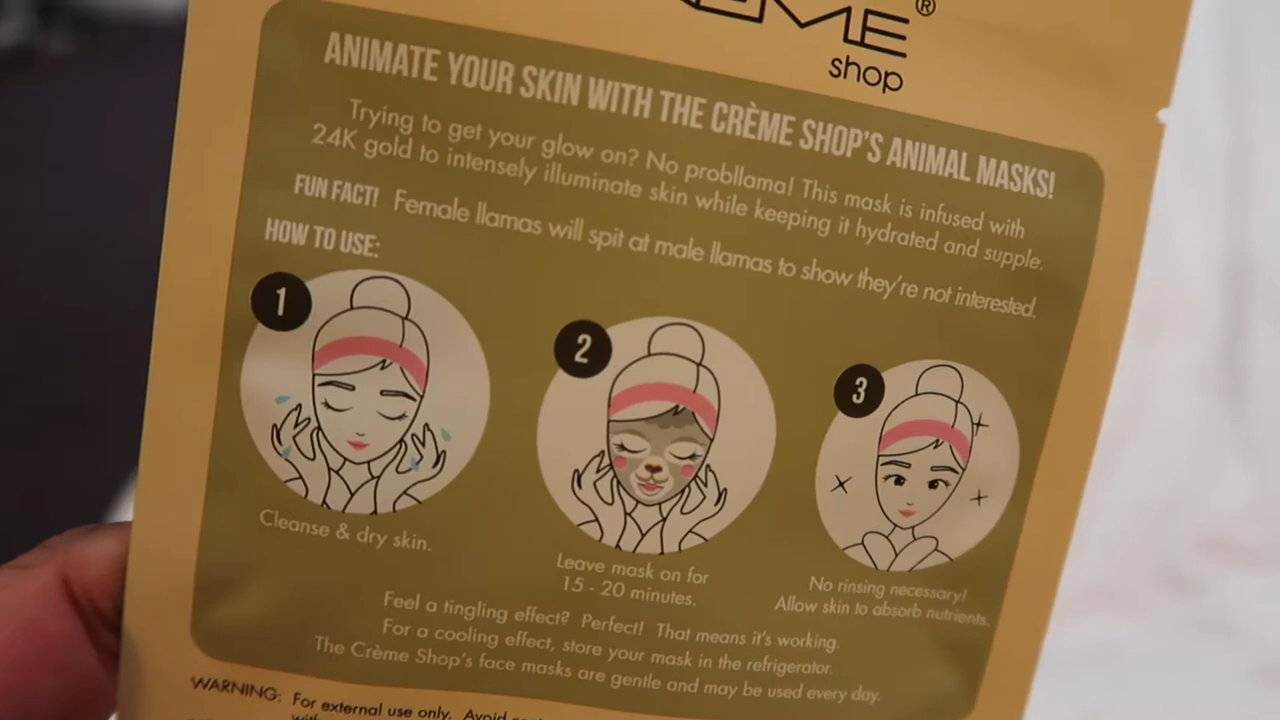 shop
®
ANIMATE YOUR SKIN WITH THE CRÈME SHOP'S ANIMAL MASKS!
Trying to get your glow on? No probllama! This mask is infused with
24K gold to intensely illuminate skin while keeping it hydrated and supple.
FUN FACT! Female llamas will spit at male llamas to show they're not interested.
HOW TO USE:
1
Cleanse & dry skin.
2
Leave mask on for
15 - 20 minutes.
3
No rinsing necessary!
Allow skin to absorb nutrients.
Feel a tingling effect? Perfect! That means it's working.
For a cooling effect, store your mask in the refrigerator.
The Crème Shop's face masks are gentle and may be used every day.
WARNING: For external use only. Avoid